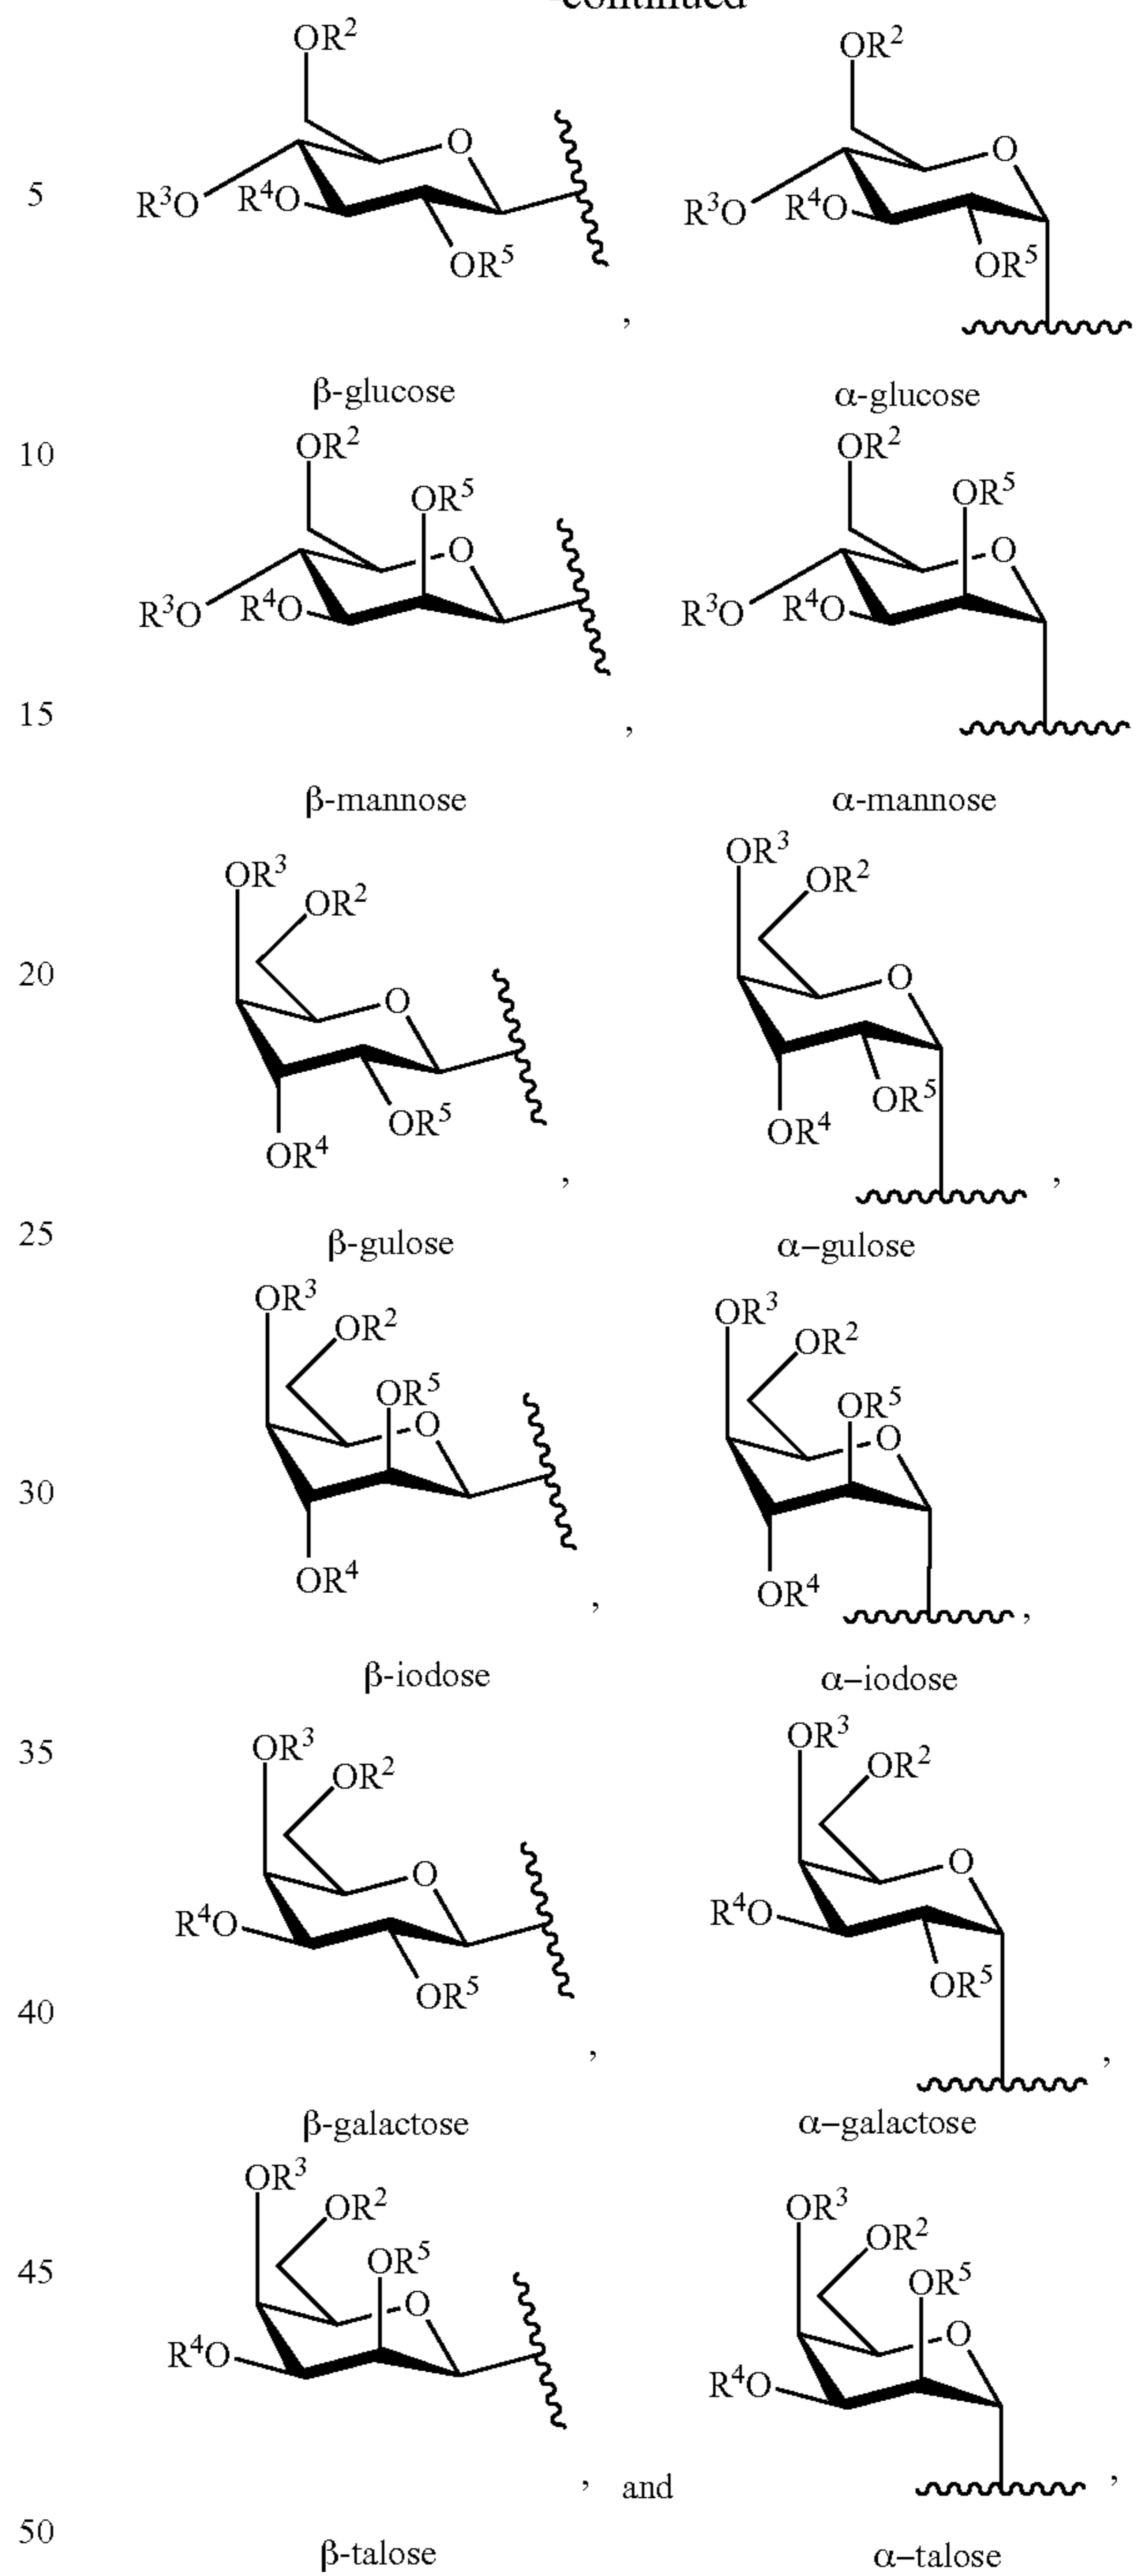 -continued
OR² OR²
O O
5 R³O R⁴O R³O R⁴O
OR⁵ OR⁵
,
β-glucose α-glucose
10 OR² OR²
OR⁵ OR⁵
O O
R³O R⁴O R³O R⁴O
15 ,
β-mannose α-mannose
OR³ OR³
OR² OR²
20 O O
OR⁵ OR⁵
OR⁴ OR⁴
, ,
25 β-gulose α–gulose
OR³ OR³
OR² OR²
OR⁵ OR⁵
O O
30
OR⁴ OR⁴
, ,
β-iodose α–iodose
35 OR³ OR³
OR² OR²
O O
R⁴O R⁴O
OR⁵ OR⁵
40
, ,
β-galactose α–galactose
OR³ OR³
OR² OR²
45 OR⁵ OR⁵
O O
R⁴O R⁴O
, and ,
50 β-talose α–talose